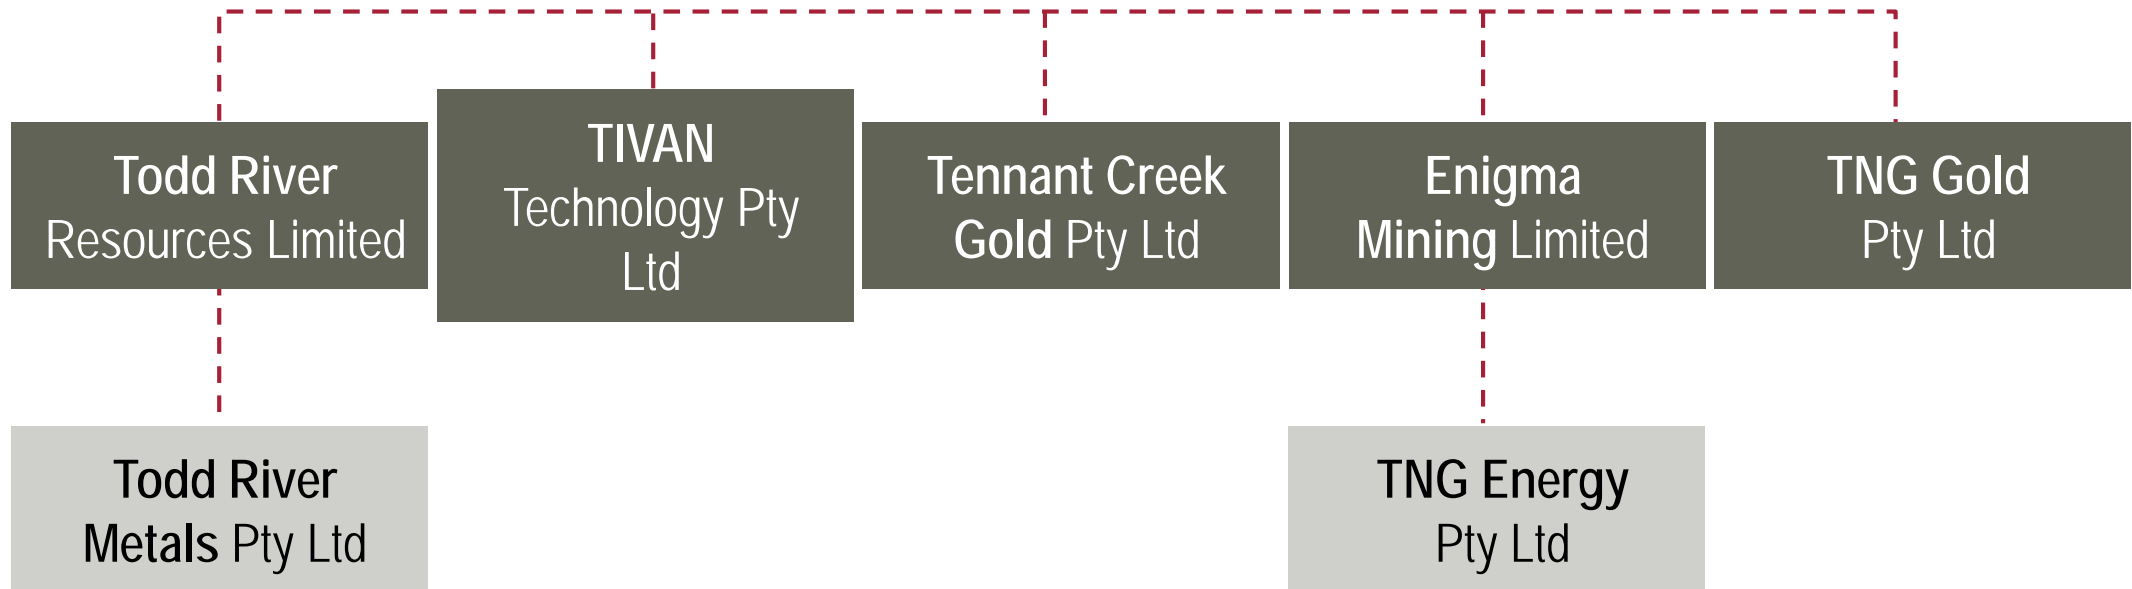 Todd River
Resources Limited
TIVAN
Technology Pty
Ltd
Tennant Creek
Gold Pty Ltd
Enigma
Mining Limited
TNG Gold
Pty Ltd
Todd River
Metals Pty Ltd
TNG Energy
Pty Ltd